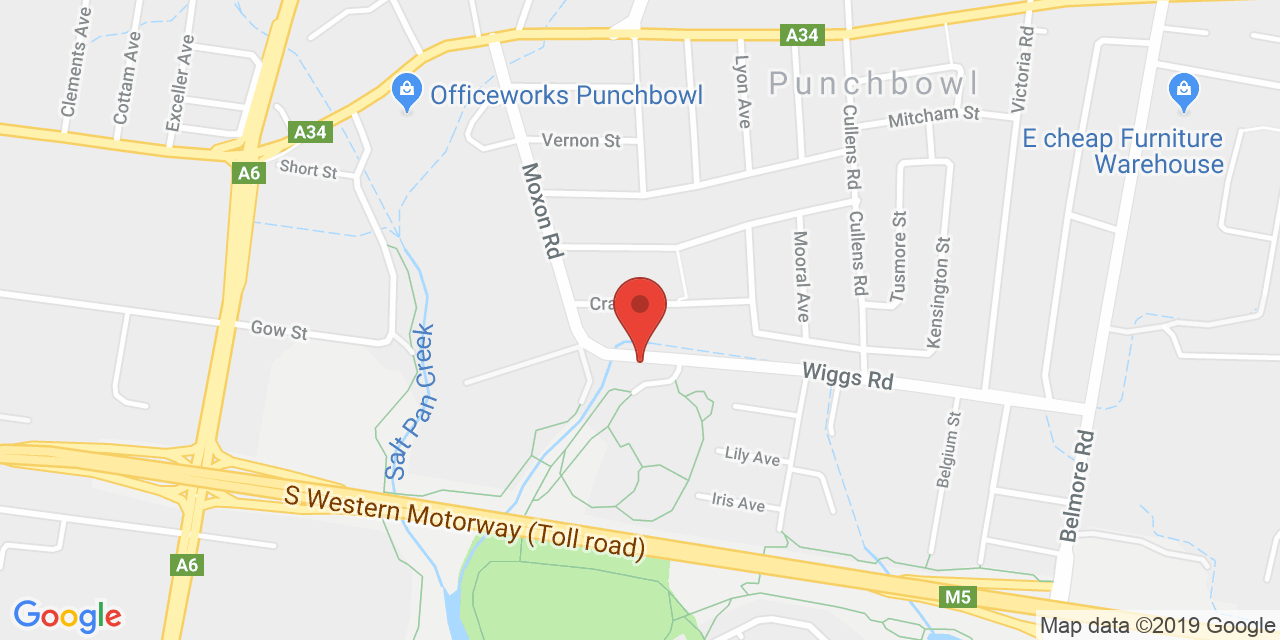 Clements Ave
Cottam Ave
Exceller Ave
A34
Officeworks Punchbowl
Lyon Ave
Punchbowl
Victoria Rd
Cullens Rd
Mitcham St
E cheap Furniture
Warehouse
A34
A6
Short St
Vernon St
Moxon Rd
Cullens Rd
Mooral Ave
Tusmore St
Kensington St
Gow St
Salt Pan Creek
Wiggs Rd
Lily Ave
Iris Ave
Belgium St
Belmore Rd
S Western Motorway (Toll road)
A6
M5
Google
Map data ©2019 Google